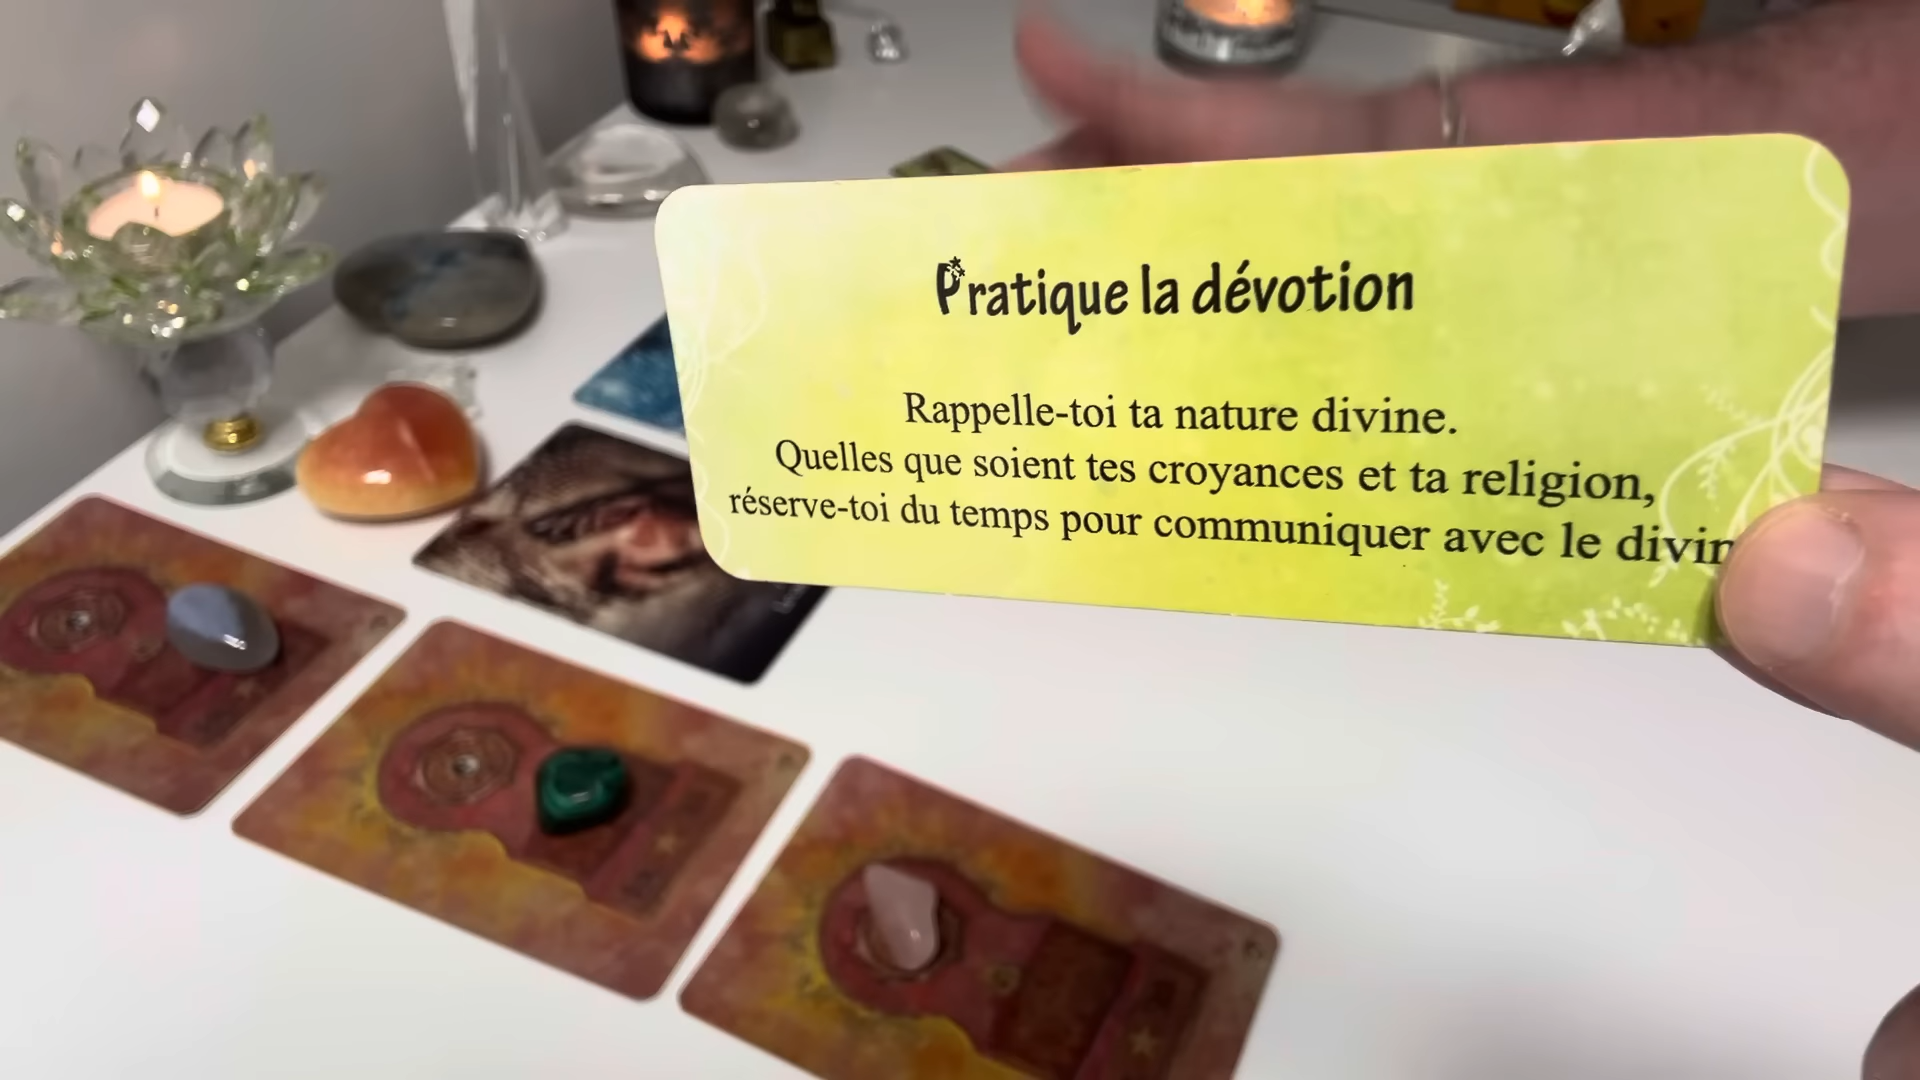 Pratique la dévotion
Rappelle-toi ta nature divine.
Quelles que soient tes croyances et ta religion,
réserve-toi du temps pour communiquer avec le divin